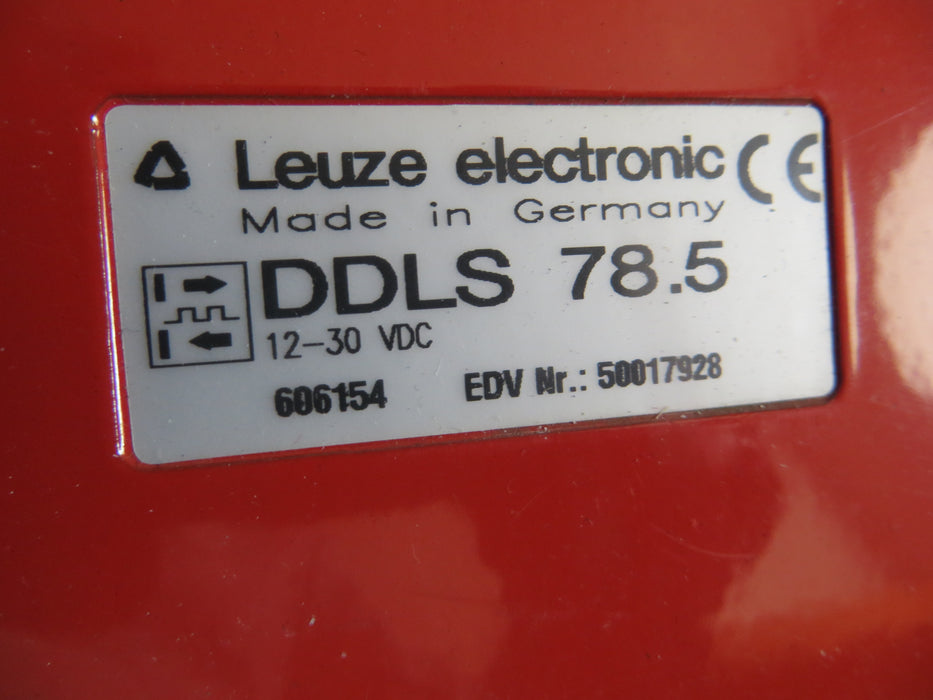 Leuze electronic CE
Made in Germany
DDLS 78.5
12-30 VDC
606154 EDV Nr.: 50017928